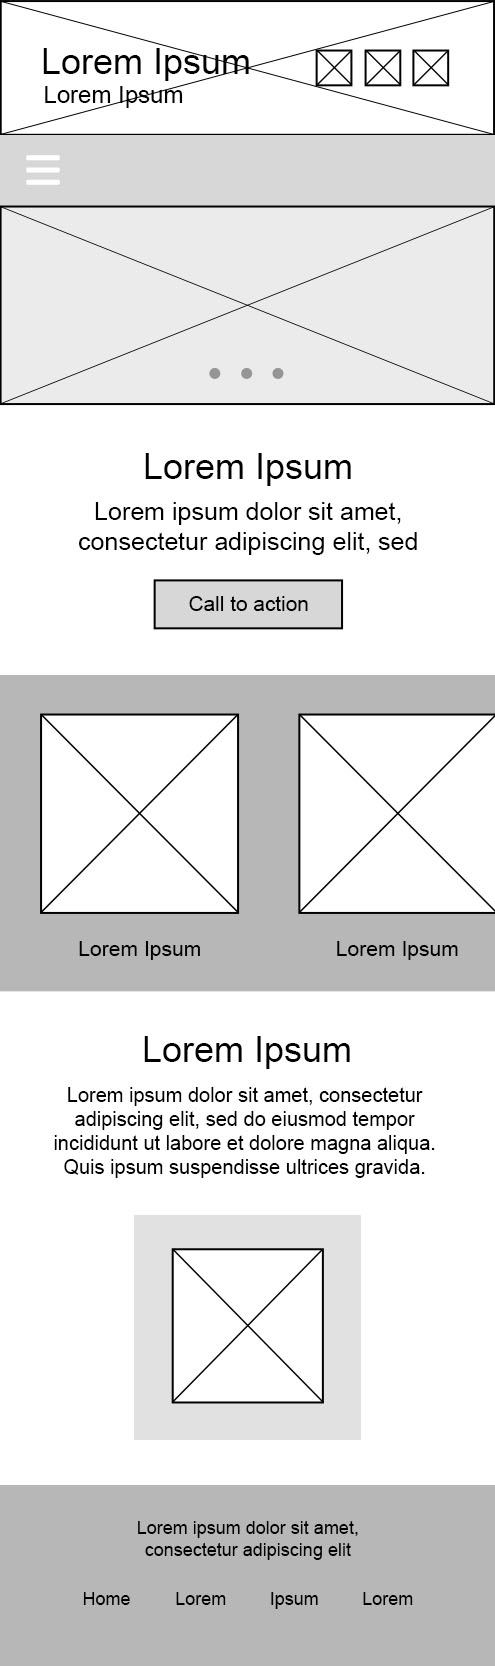 Lorem Ipsum
Lorem Ipsum
Lorem Ipsum
Lorem ipsum dolor sit amet,
consectetur adipiscing elit, sed
Call to action
Lorem Ipsum
Lorem Ipsum
Lorem Ipsum
Lorem ipsum dolor sit amet, consectetur
adipiscing elit, sed do eiusmod tempor
incididunt ut labore et dolore magna aliqua.
Quis ipsum suspendisse ultrices gravida.
Lorem ipsum dolor sit amet,
consectetur adipiscing elit
Home Lorem Ipsum Lorem